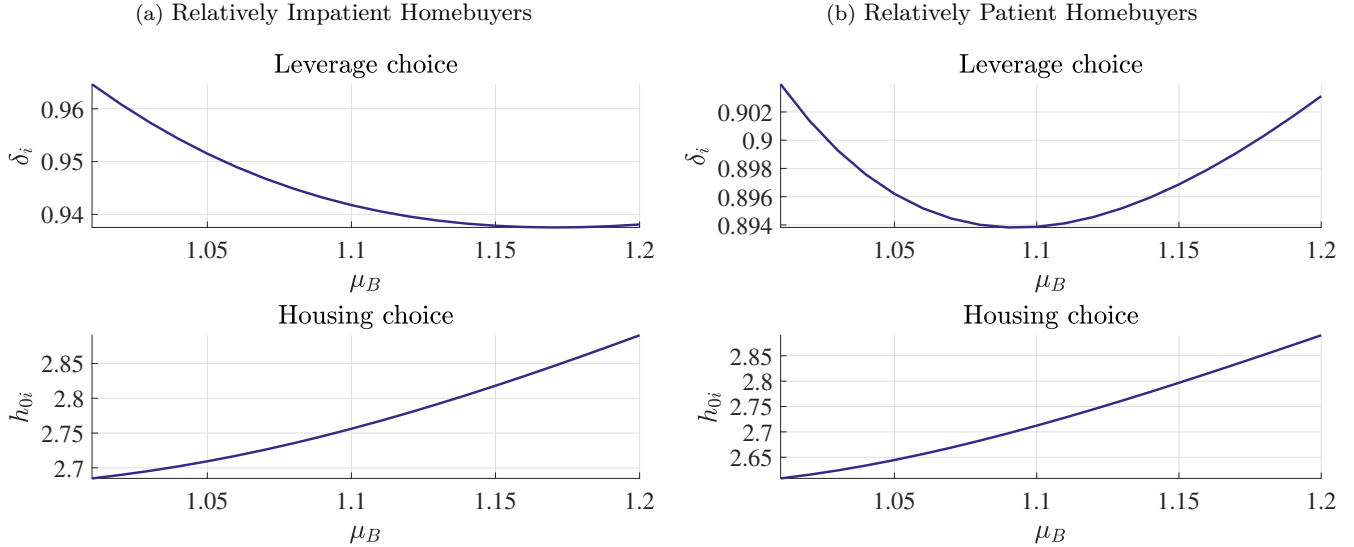 (a) Relatively Impatient Homebuyers
Leverage choice
0.96
0.95
0.94
δᵢ
1.05 1.1 1.15 1.2
μ_B
Housing choice
2.85
2.8
2.75
2.7
h₀ᵢ
1.05 1.1 1.15 1.2
μ_B
(b) Relatively Patient Homebuyers
Leverage choice
0.902
0.9
0.898
0.896
0.894
δᵢ
1.05 1.1 1.15 1.2
μ_B
Housing choice
2.85
2.8
2.75
2.7
2.65
h₀ᵢ
1.05 1.1 1.15 1.2
μ_B